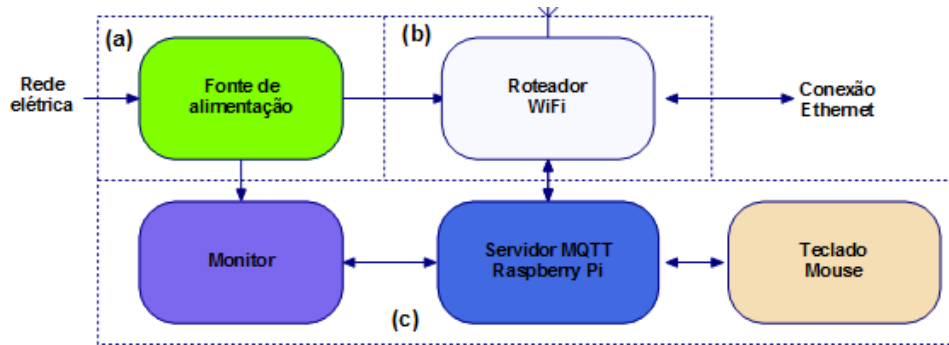 (a)
(b)
Rede
elétrica
Fonte de
alimentação
Roteador
WiFi
Conexão
Ethernet
Monitor
Servidor MQTT
Raspberry Pi
Teclado
Mouse
(c)